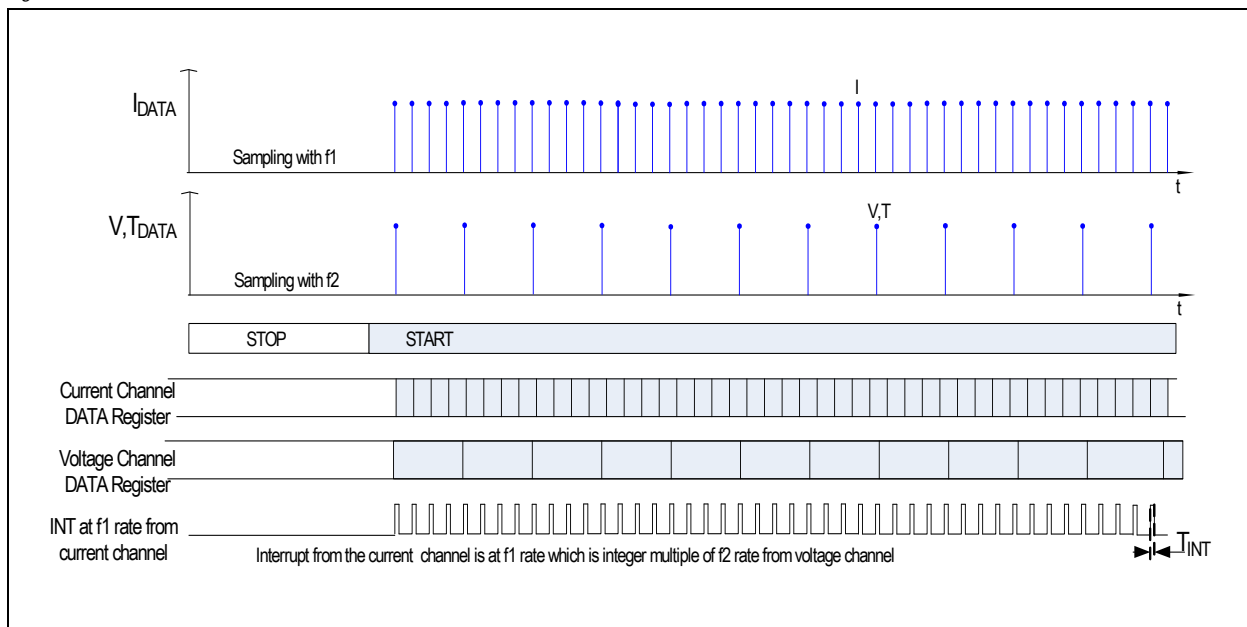 I
IDATA
Sampling with f1
t
V,T
V,TDATA
Sampling with f2
t
STOP START
Current Channel
DATA Register
Voltage Channel
DATA Register
INT at f1 rate from
current channel
Interrupt from the current channel is at f1 rate which is integer multiple of f2 rate from voltage channel
TINT